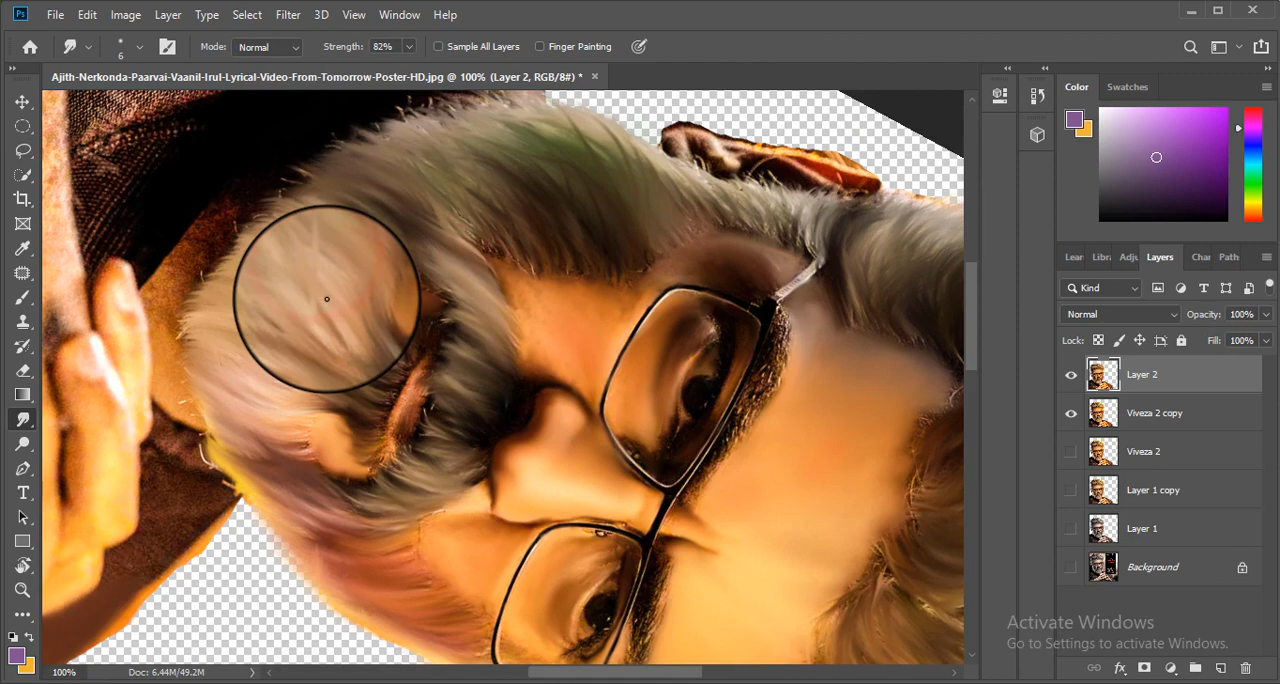 Ps File Edit Image Layer Type Select Filter 3D View Window Help
6 Mode: Normal Strength: 82% Sample All Layers Finger Painting
Ajith-Nerkonda-Paarvai-Vaanil-Irul-Lyrical-Video-From-Tomorrow-Poster-HD.jpg @ 100% (Layer 2, RGB/8#) *
Color Swatches
Lear Libra Adju Layers Char Path
Kind
Normal Opacity: 100%
Lock: Fill: 100%
Layer 2
Viveza 2 copy
Viveza 2
Layer 1 copy
Layer 1
Background
Activate Windows
Go to Settings to activate Windows.
100% Doc: 6.44M/49.2M